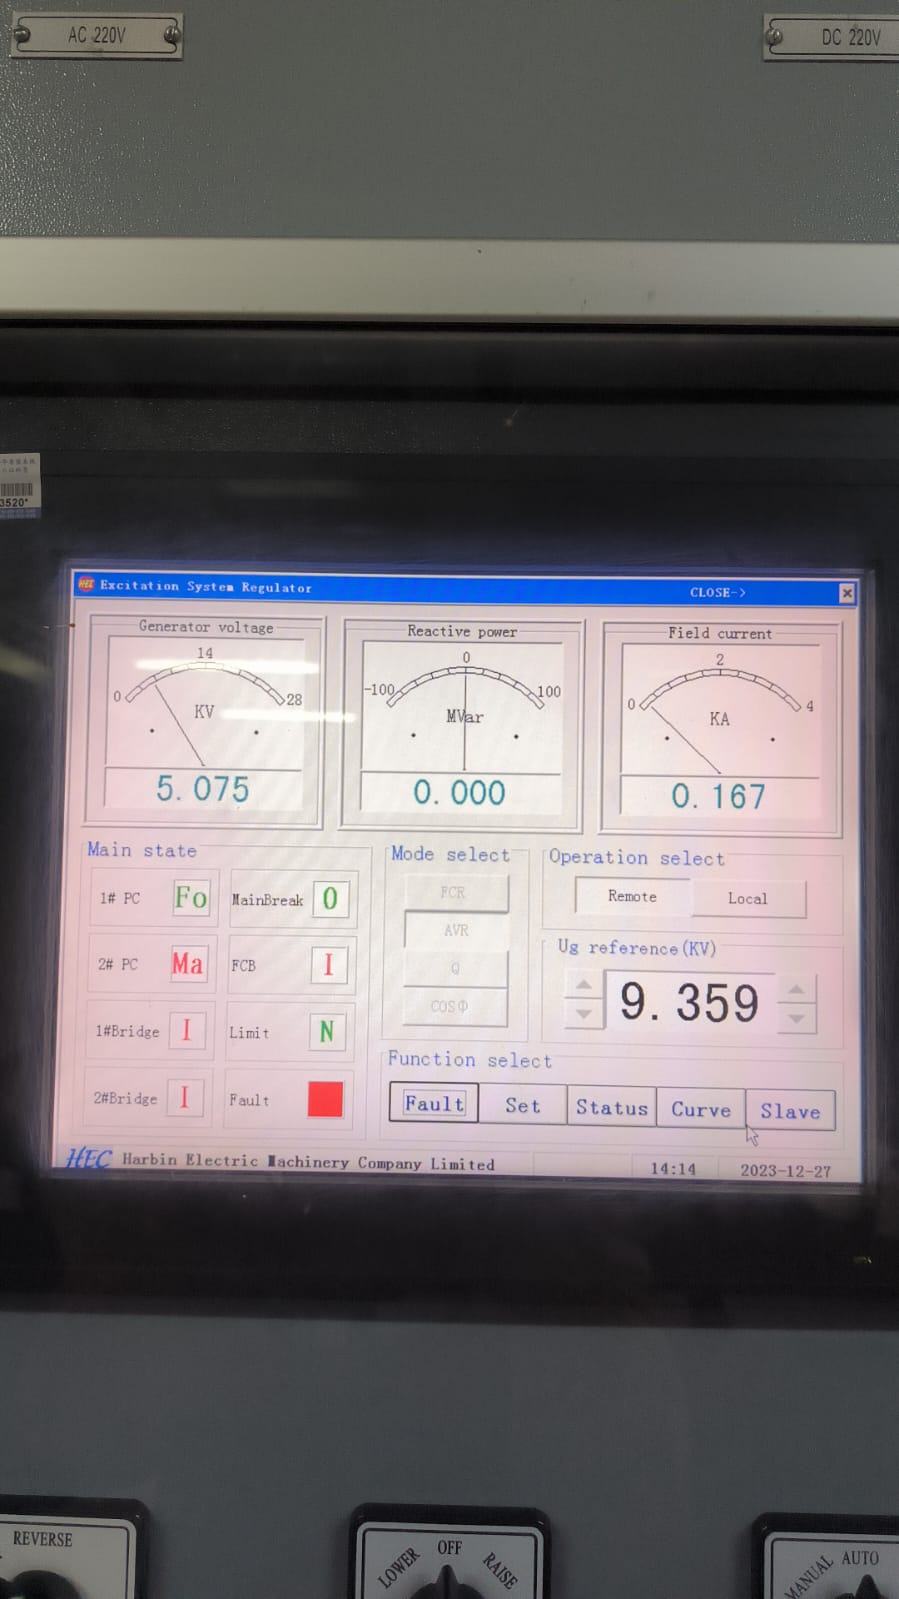 AC 220V
DC 220V
3520*
HEC Excitation System Regulator
CLOSE->
Generator voltage
14
0
28
KV
5.075
Reactive power
0
-100
100
MVar
0.000
Field current
2
0
4
KA
0.167
Main state
1# PC
Fo
MainBreak
0
2# PC
Ma
FCB
I
1#Bridge
I
Limit
N
2#Bridge
I
Fault
Mode select
FCR
AVR
Q
COSΦ
Operation select
Remote
Local
Ug reference(KV)
9.359
Function select
Fault
Set
Status
Curve
Slave
HEC Harbin Electric Machinery Company Limited
14:14
2023-12-27
REVERSE
LOWER
OFF
RAISE
MANUAL
AUTO